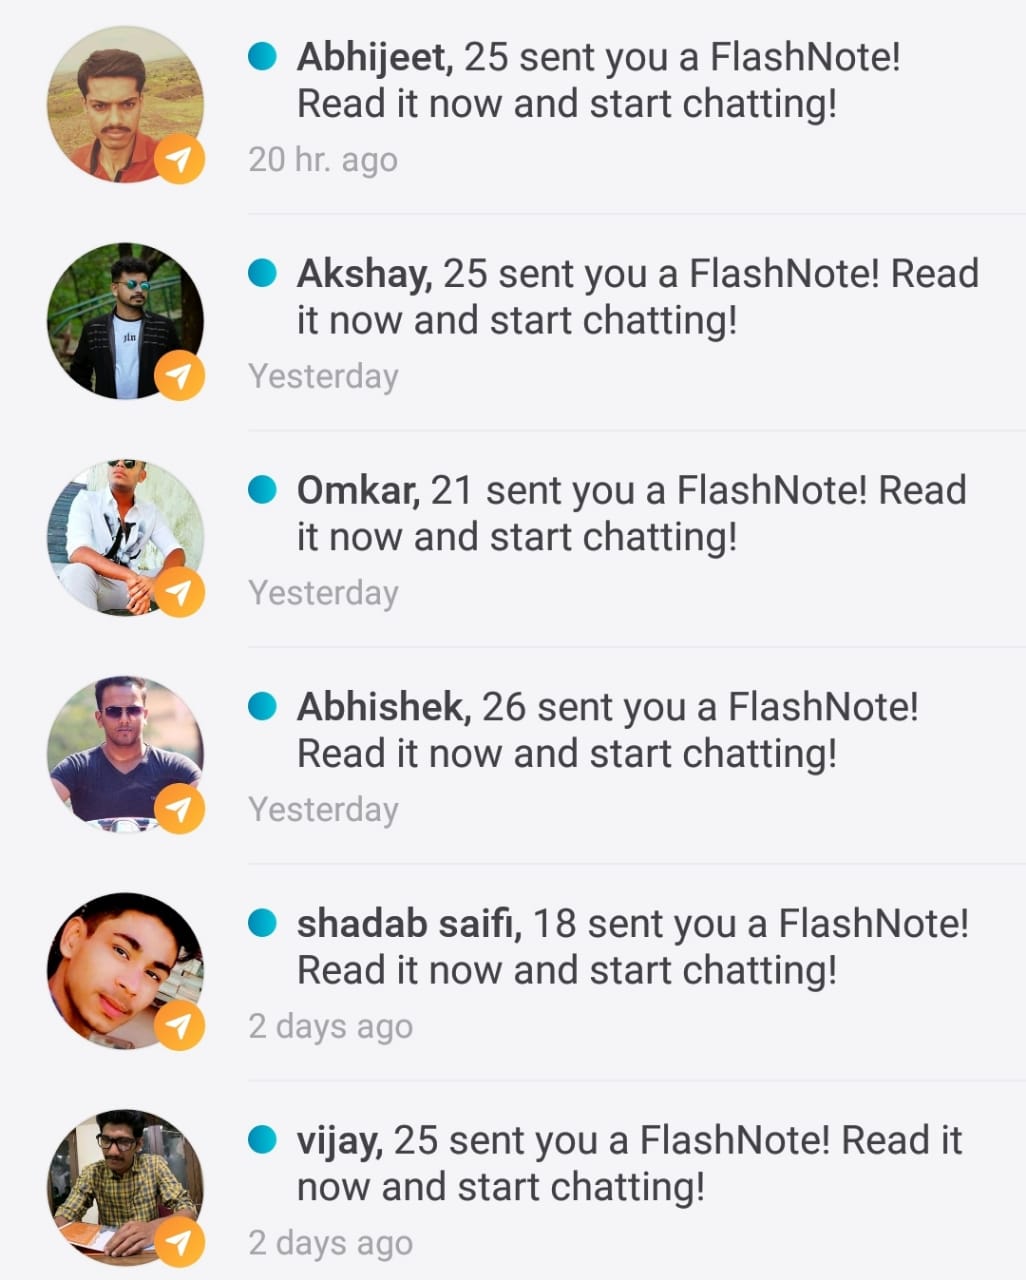 Abhijeet, 25 sent you a FlashNote!
Read it now and start chatting!
20 hr. ago
Akshay, 25 sent you a FlashNote! Read
it now and start chatting!
Yesterday
Omkar, 21 sent you a FlashNote! Read
it now and start chatting!
Yesterday
Abhishek, 26 sent you a FlashNote!
Read it now and start chatting!
Yesterday
shadab saifi, 18 sent you a FlashNote!
Read it now and start chatting!
2 days ago
vijay, 25 sent you a FlashNote! Read it
now and start chatting!
2 days ago